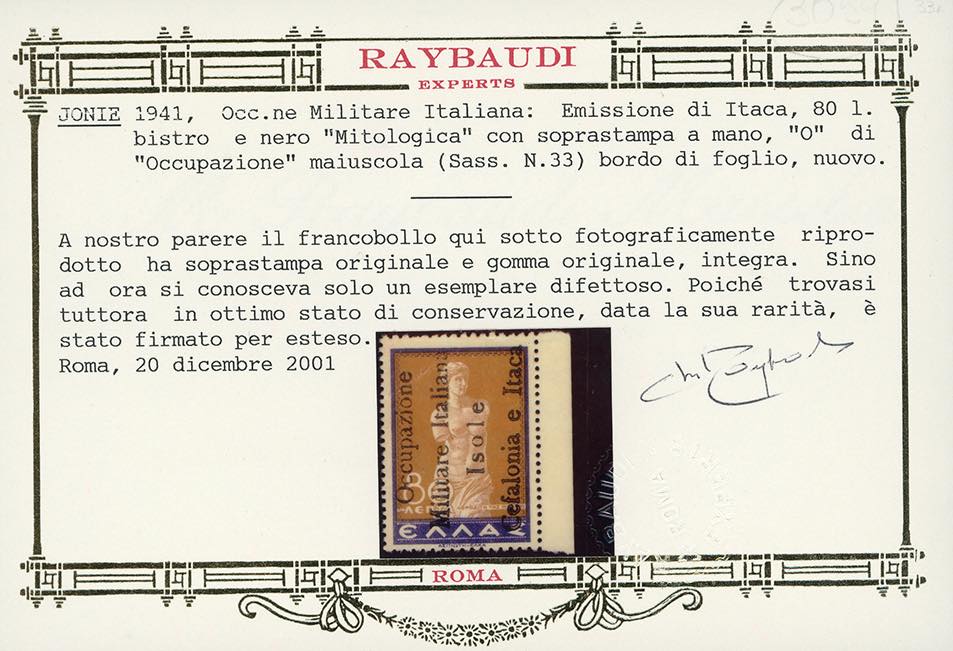 RAYBAUDI
EXPERTS
JONIE 1941, Occ.ne Militare Italiana: Emissione di Itaca, 80 l.
bistro e nero "Mitologica" con soprastampa a mano, "O" di
"Occupazione" maiuscola (Sass. N.33) bordo di foglio, nuovo.
A nostro parere il francobollo qui sotto fotograficamente ripro-
dotto ha soprastampa originale e gomma originale, integra. Sino
ad ora si conosceva solo un esemplare difettoso. Poiché trovasi
tuttora in ottimo stato di conservazione, data la sua rarità, è
stato firmato per esteso.
Roma, 20 dicembre 2001
Occupazione
Militare Italiana
Isole
Cefalonia e Itaca
80
ΛΕΠΤΑ
ΕΛΛΑΣ
ROMA